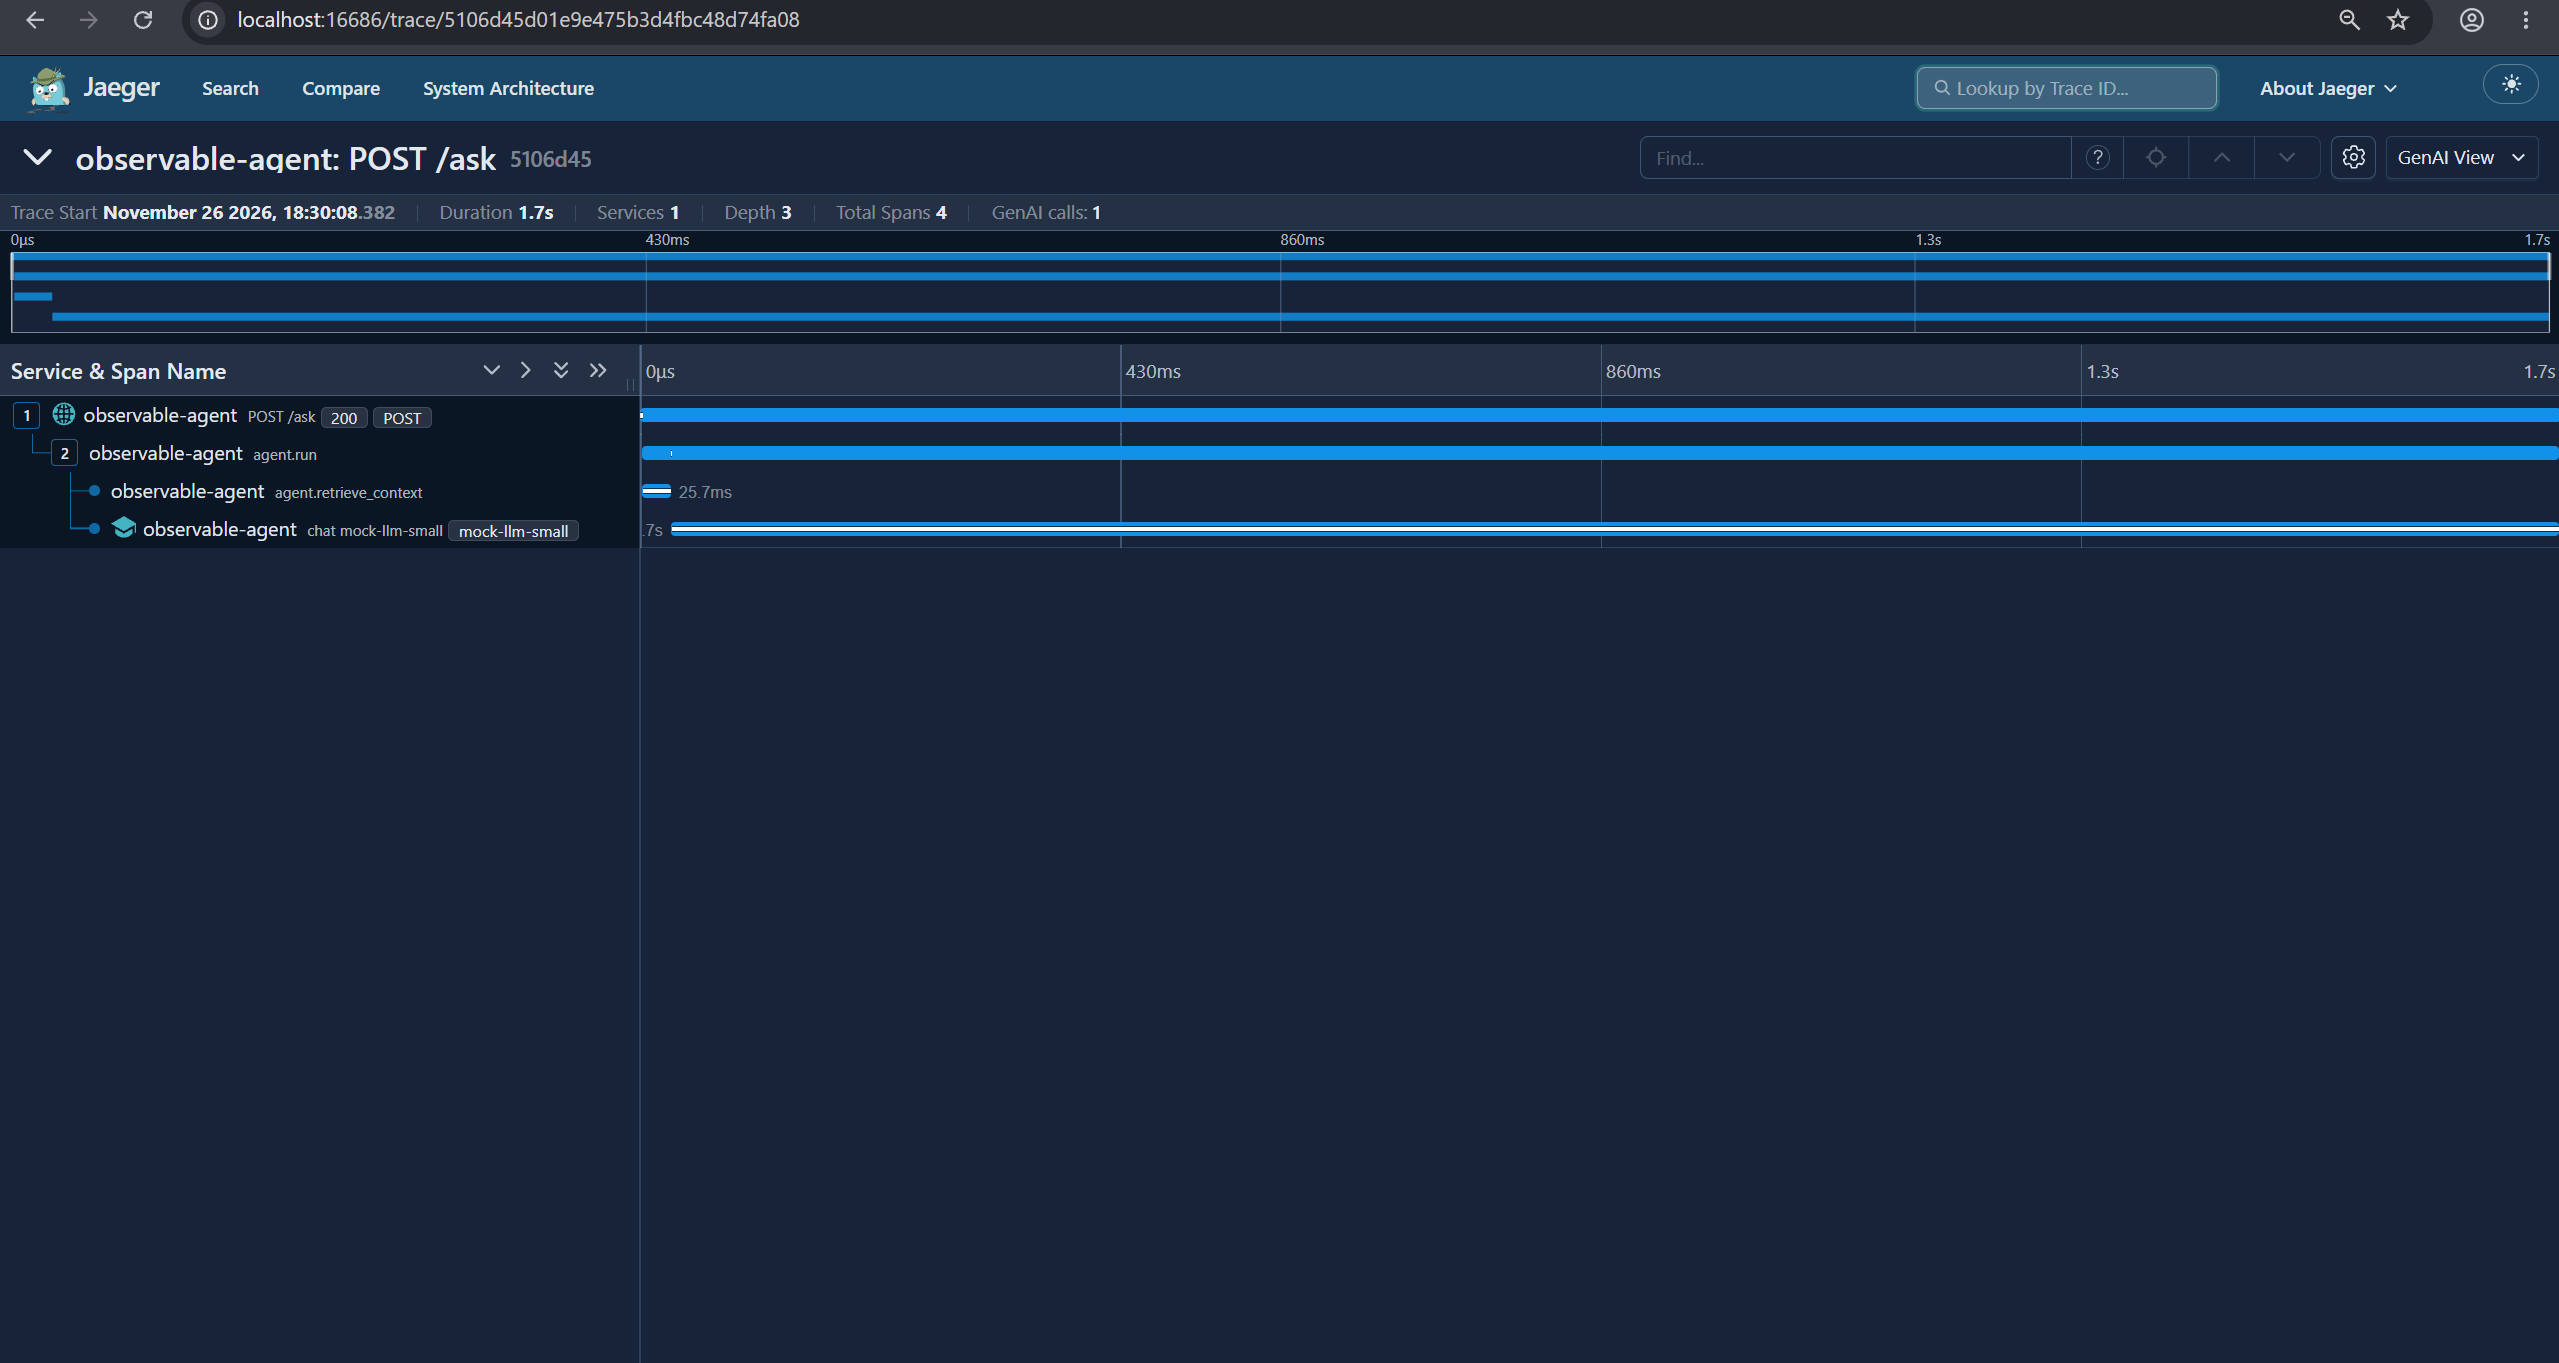 localhost:16686/trace/5106d45d01e9e475b3d4fbc48d74fa08
Jaeger Search Compare System Architecture Lookup by Trace ID... About Jaeger
observable-agent: POST /ask 5106d45 Find... ? GenAI View
Trace Start November 26 2026, 18:30:08.382 Duration 1.7s Services 1 Depth 3 Total Spans 4 GenAI calls: 1
0μs 430ms 860ms 1.3s 1.7s
Service & Span Name 0μs 430ms 860ms 1.3s 1.7s
1 observable-agent POST /ask 200 POST
2 observable-agent agent.run
observable-agent agent.retrieve_context 25.7ms
observable-agent chat mock-llm-small mock-llm-small .7s